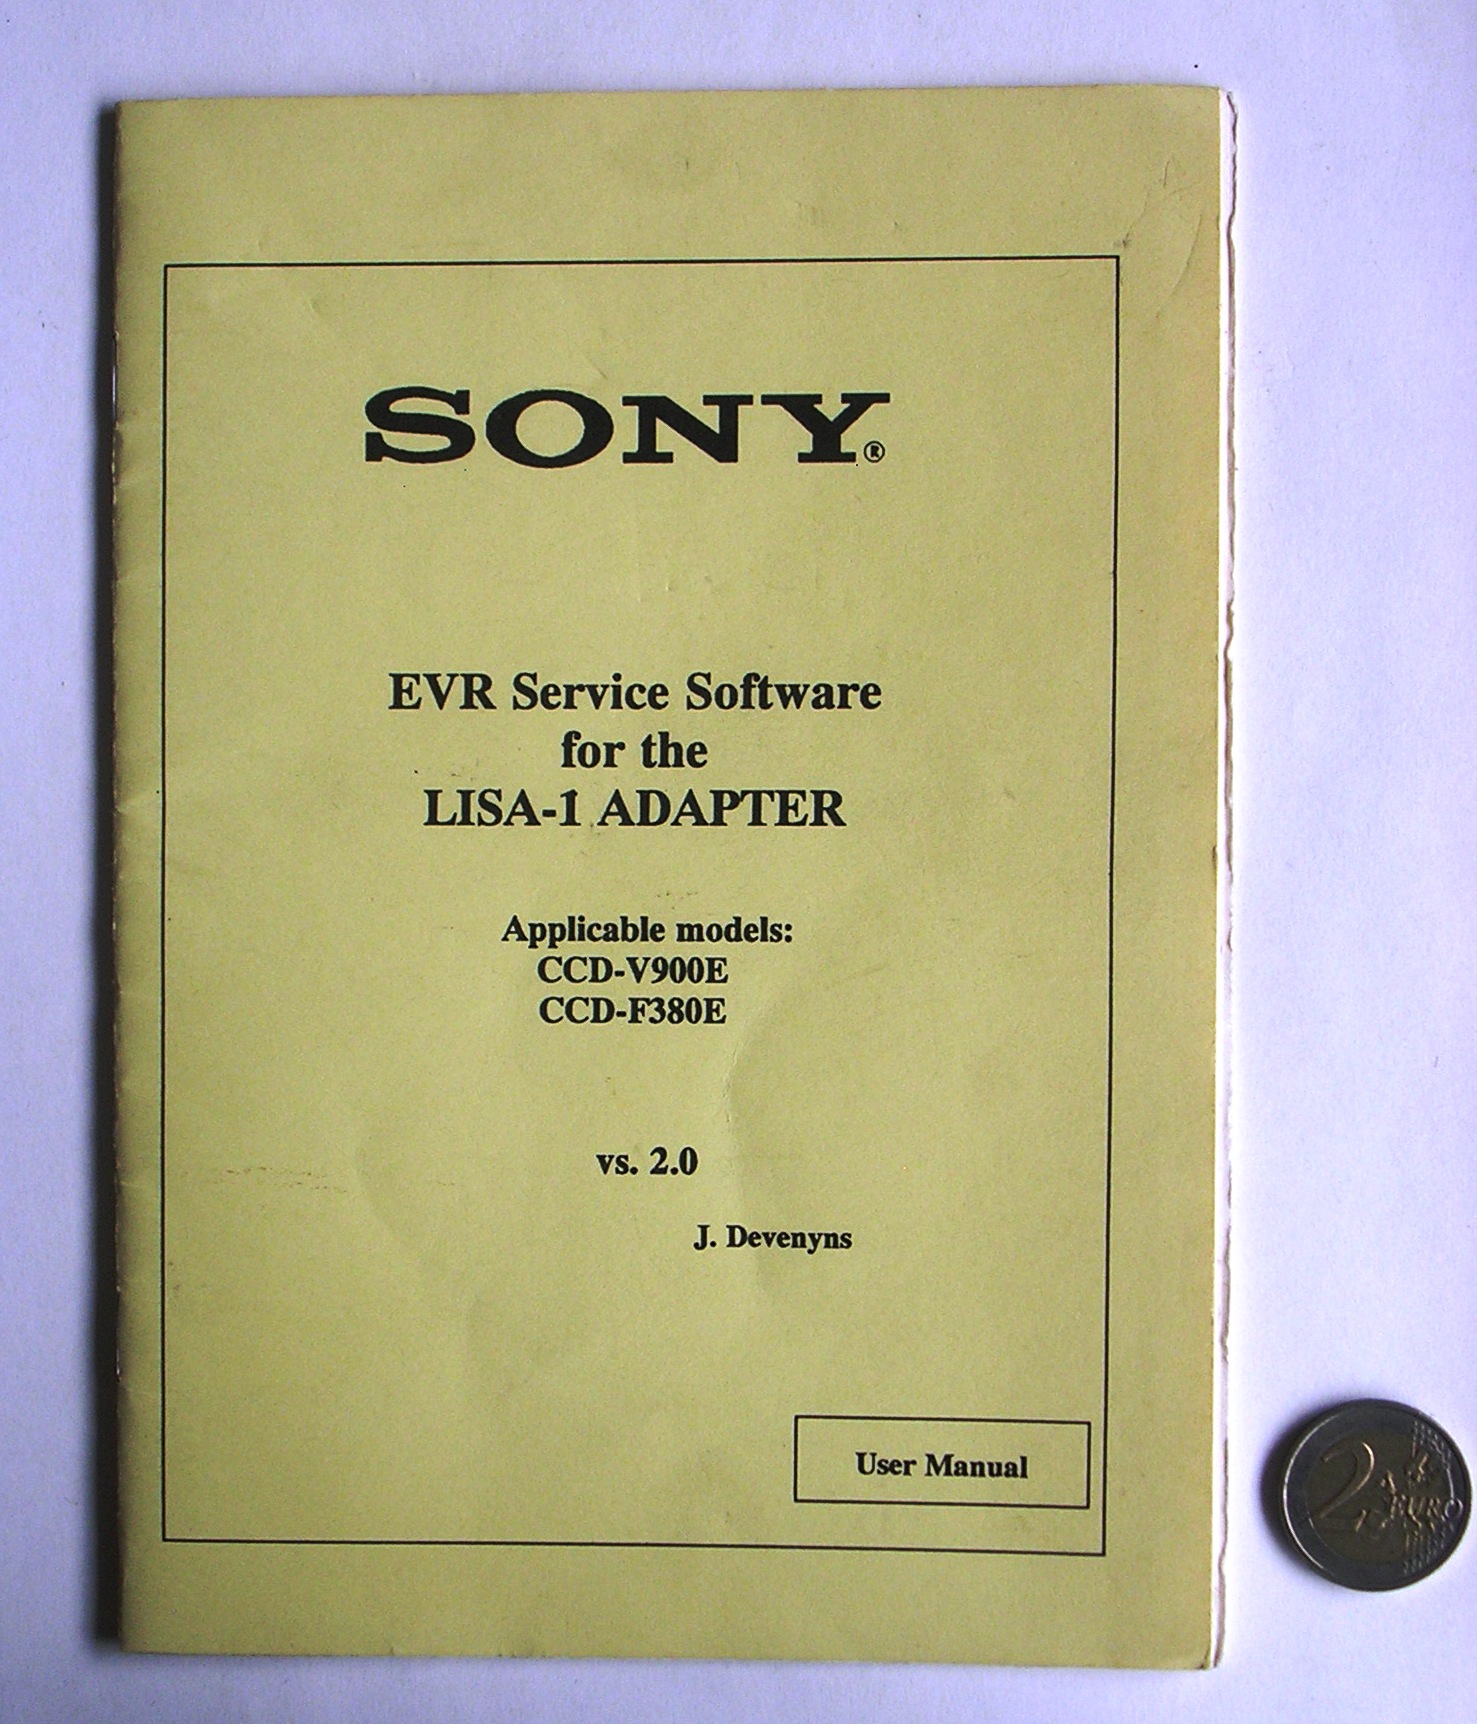 SONY®
EVR Service Software
for the
LISA-1 ADAPTER
Applicable models:
CCD-V900E
CCD-F380E
vs. 2.0
J. Devenyns
User Manual
2 EURO